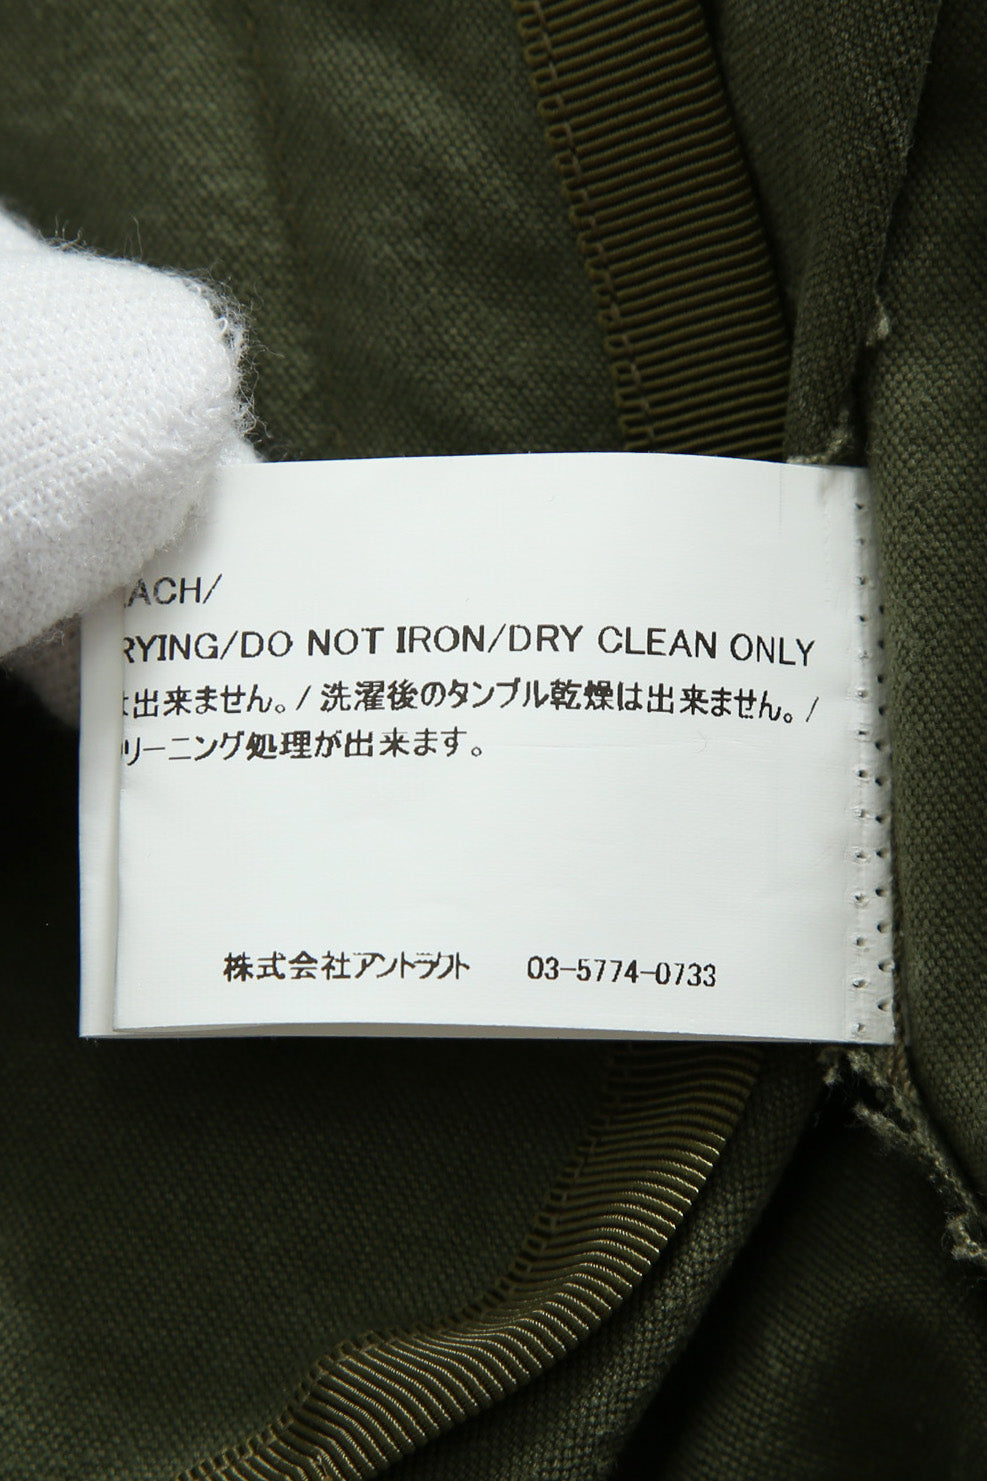 ACH/
RYING/DO NOT IRON/DRY CLEAN ONLY
は出来ません。/ 洗濯後のタンブル乾燥は出来ません。/
リーニング処理が出来ます。
株式会社アントラクト 03-5774-0733